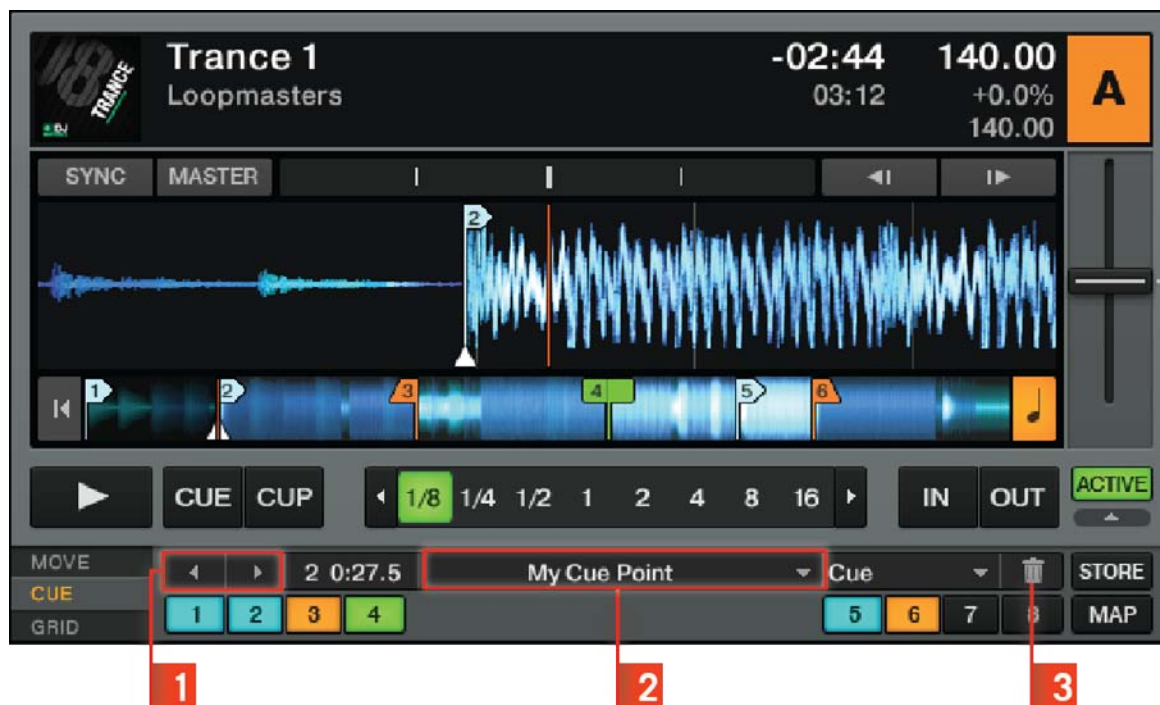 18
TRANCE
DJ
Trance 1
Loopmasters
-02:44
03:12
140.00
+0.0%
140.00
A
SYNC
MASTER
2
1
2
3
4
5
6
CUE
CUP
1/8
1/4
1/2
1
2
4
8
16
IN
OUT
ACTIVE
MOVE
CUE
GRID
2 0:27.5
My Cue Point
Cue
STORE
1
2
3
4
5
6
7
8
MAP
1
2
3